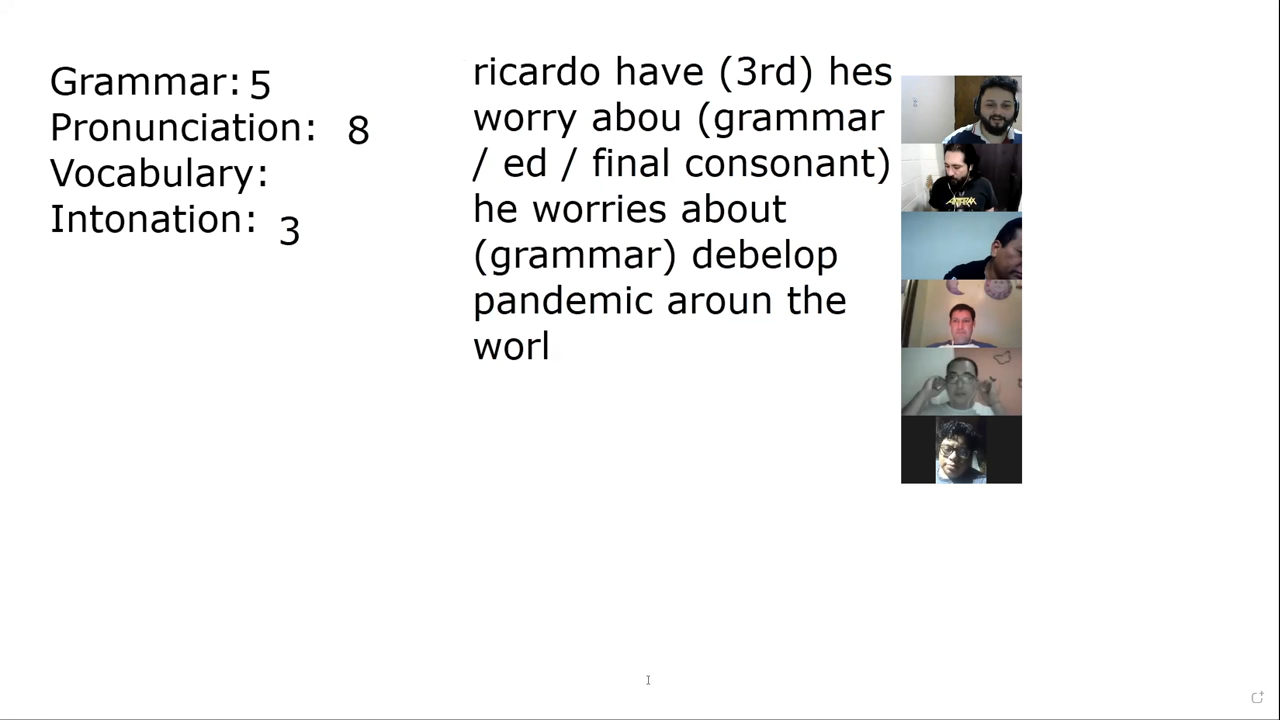 Grammar: 5
Pronunciation: 8
Vocabulary:
Intonation: 3
ricardo have (3rd) hes
worry abou (grammar
/ ed / final consonant)
he worries about
(grammar) debelop
pandemic aroun the
worl
ANTHRAX